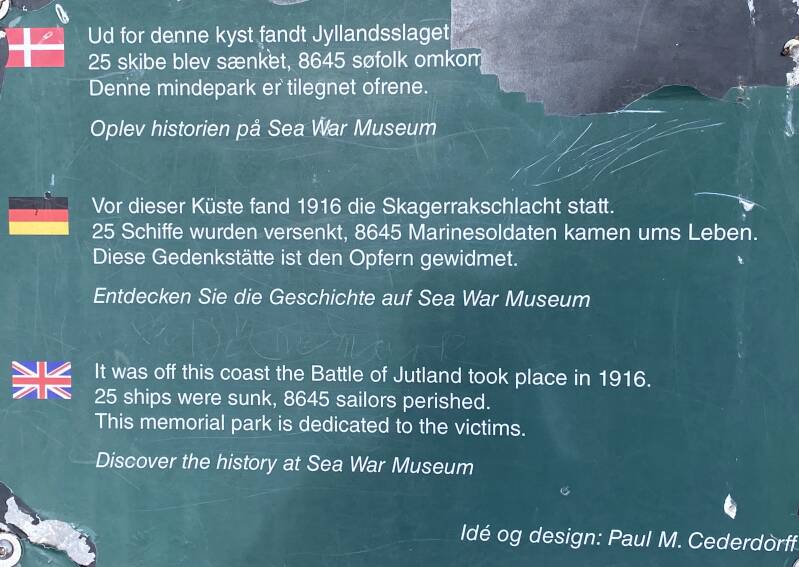 Ud for denne kyst fandt Jyllandsslaget
25 skibe blev sænket, 8645 søfolk omkom
Denne mindepark er tilegnet ofrene.
Oplev historien på Sea War Museum
Vor dieser Küste fand 1916 die Skagerrakschlacht statt.
25 Schiffe wurden versenkt, 8645 Marinesoldaten kamen ums Leben.
Diese Gedenkstätte ist den Opfern gewidmet.
Entdecken Sie die Geschichte auf Sea War Museum
It was off this coast the Battle of Jutland took place in 1916.
25 ships were sunk, 8645 sailors perished.
This memorial park is dedicated to the victims.
Discover the history at Sea War Museum
Idé og design: Paul M. Cederdorff